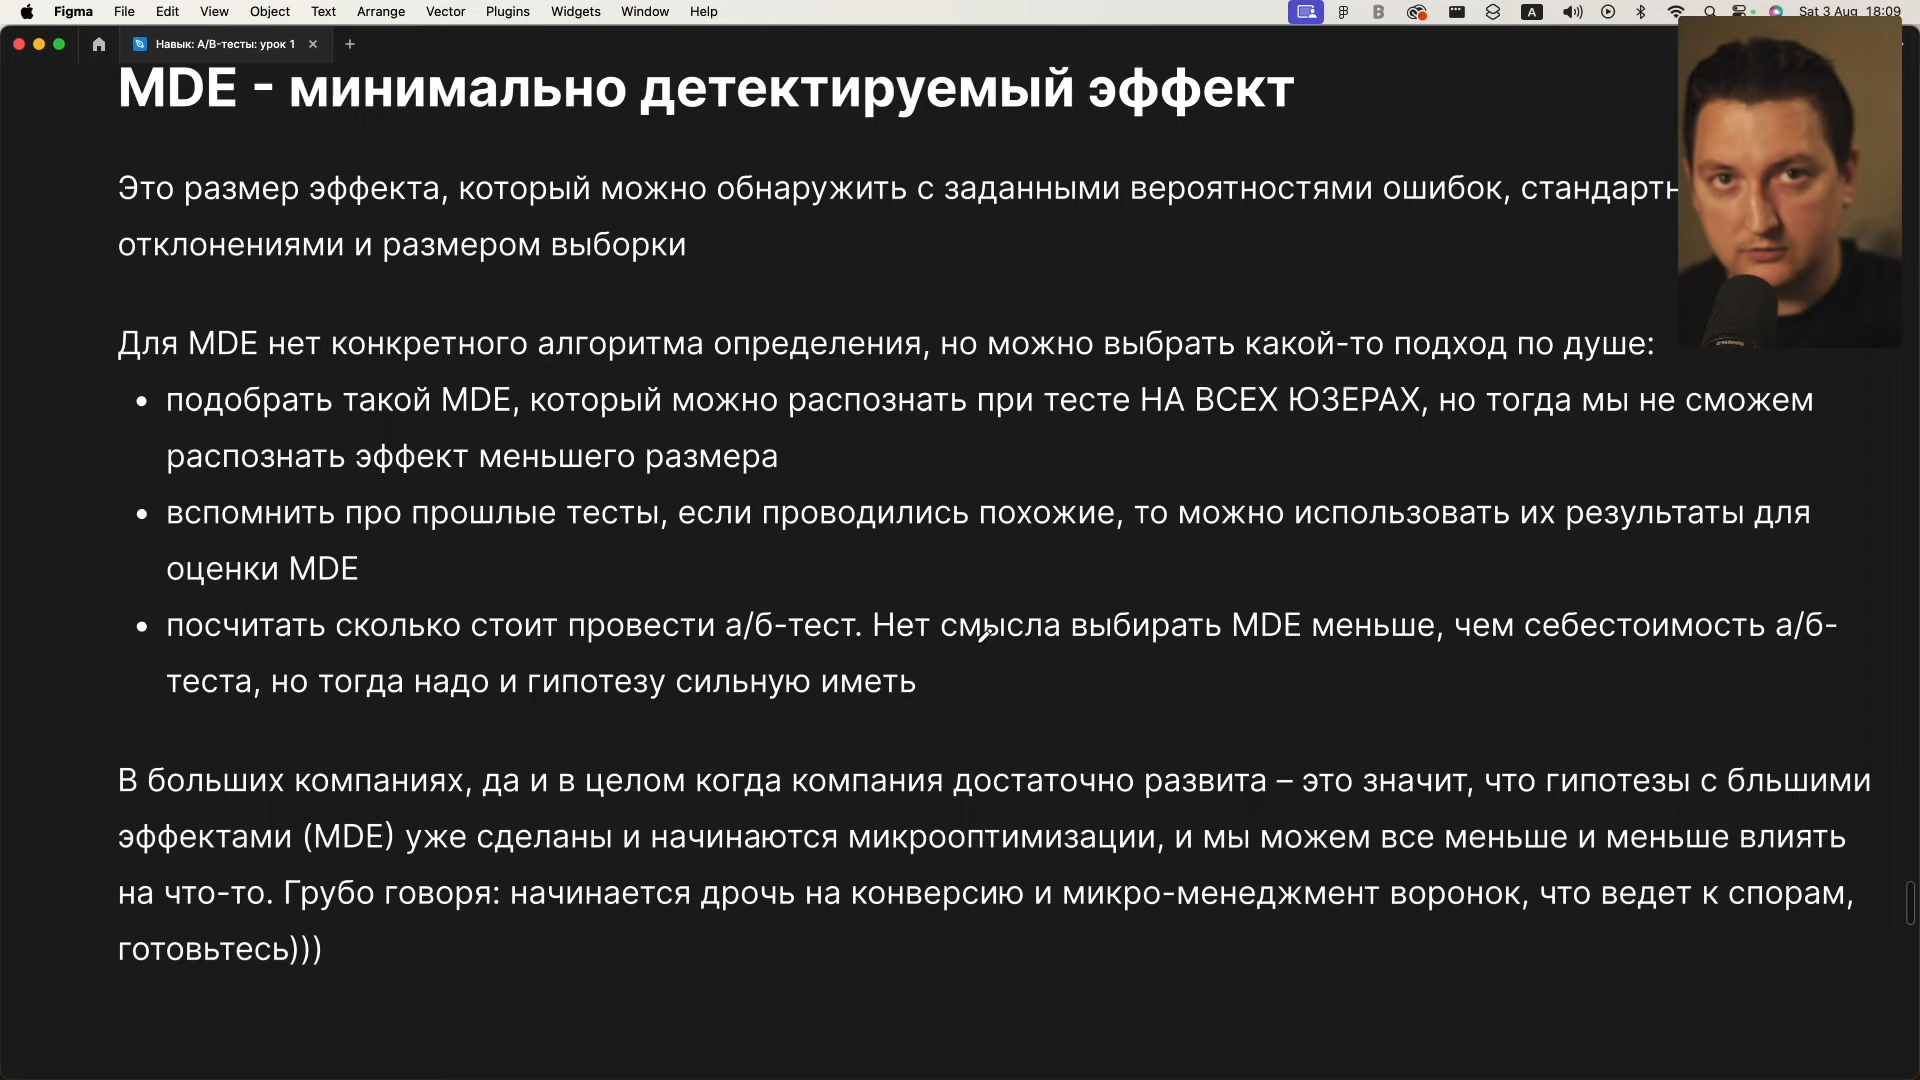 Figma File Edit View Object Text Arrange Vector Plugins Widgets Window Help A Sat 3 Aug 18:09
Навык: A/B-тесты: урок 1
MDE - минимально детектируемый эффект
Это размер эффекта, который можно обнаружить с заданными вероятностями ошибок,
отклонениями и размером выборки
Для MDE нет конкретного алгоритма определения, но можно выбрать какой-то подход по душе:
• подобрать такой MDE, который можно распознать при тесте НА ВСЕХ ЮЗЕРАХ, но тогда мы не сможем
распознать эффект меньшего размера
• вспомнить про прошлые тесты, если проводились похожие, то можно использовать их результаты для
оценки MDE
• посчитать сколько стоит провести а/б-тест. Нет смысла выбирать MDE меньше, чем себестоимость а/б-
теста, но тогда надо и гипотезу сильную иметь
В больших компаниях, да и в целом когда компания достаточно развита – это значит, что гипотезы с бльшими
эффектами (MDE) уже сделаны и начинаются микрооптимизации, и мы можем все меньше и меньше влиять
на что-то. Грубо говоря: начинается дрочь на конверсию и микро-менеджмент воронок, что ведет к спорам,
готовьтесь)))